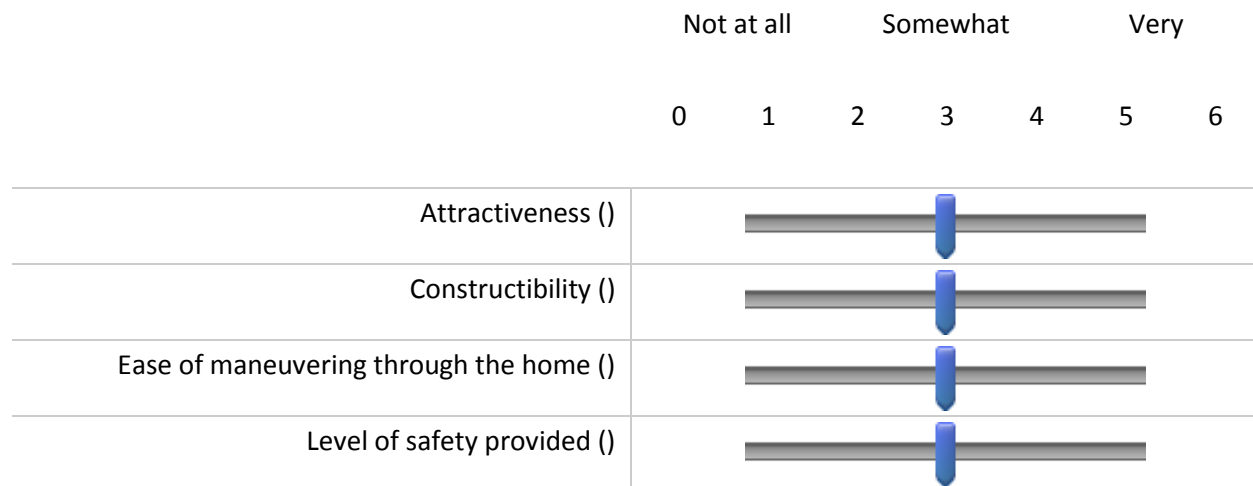 Not at all Somewhat Very
0 1 2 3 4 5 6
Attractiveness ()
Constructibility ()
Ease of maneuvering through the home ()
Level of safety provided ()